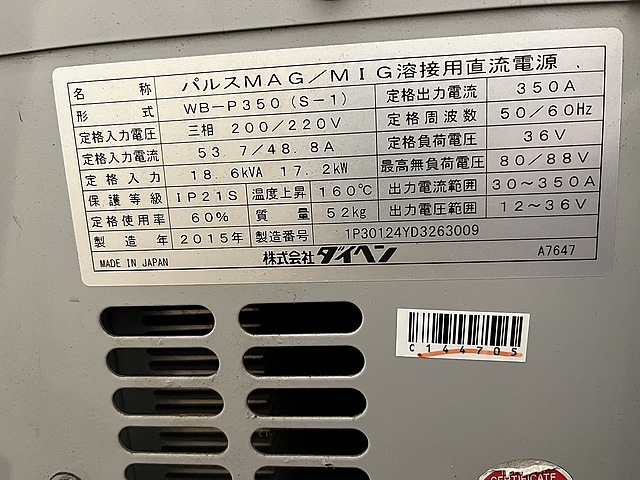 名 称 パルスMAG/MIG溶接用直流電源
形 式 WB-P350 (S-1) 定格出力電流 350A
定格入力電圧 三相 200/220V 定格周波数 50/60Hz
定格入力電流 53.7/48.8A 定格負荷電圧 36V
定格入力 18.6kVA 17.2kW 最高無負荷電圧 80/88V
保護等級 IP21S 温度上昇 160℃ 出力電流範囲 30~350A
定格使用率 60% 質量 52kg 出力電圧範囲 12~36V
製造年 2015年 製造番号 1P30124YD3263009
MADE IN JAPAN 株式会社ダイヘン A7647
C144705
CERTIFICATE